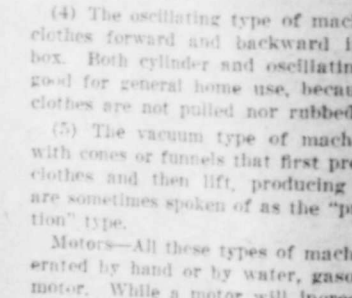 (4) The oscillating type of mac
clothes forward and backward i
box. Both cylinder and oscillatin
good for general home use, becau
clothes are not pulled nor rubbed
(5) The vacuum type of mach
with cones or funnels that first pre
clothes and then lift, producing
are sometimes spoken of as the "p
tion" type.
Motors—All these types of mach
erated by hand or by water, gaso
motor. While a motor will incre